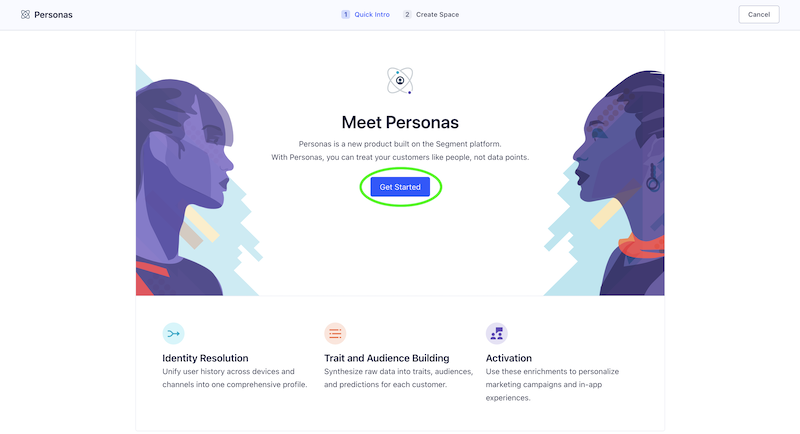 Personas
1 Quick Intro 2 Create Space
Cancel
Meet Personas
Personas is a new product built on the Segment platform.
With Personas, you can treat your customers like people, not data points.
Get Started
Identity Resolution
Unify user history across devices and
channels into one comprehensive profile.
Trait and Audience Building
Synthesize raw data into traits, audiences,
and predictions for each customer.
Activation
Use these enrichments to personalize
marketing campaigns and in-app
experiences.